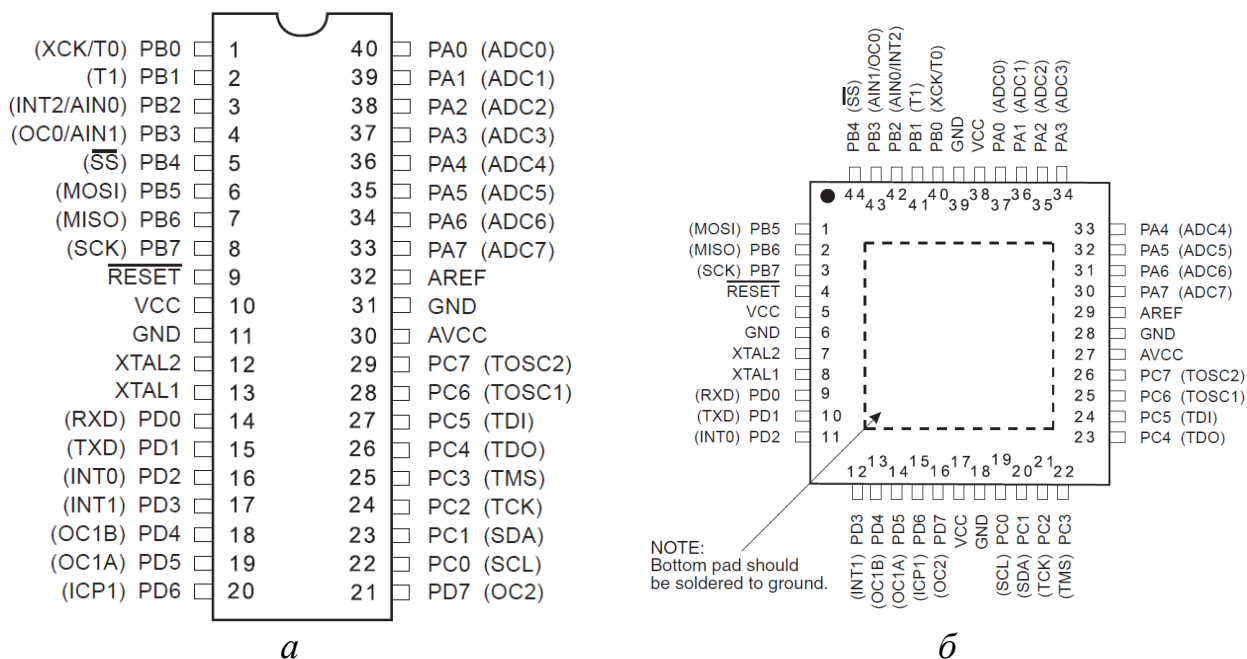 (XCK/T0) PB0 1 40 PA0 (ADC0)
(T1) PB1 2 39 PA1 (ADC1)
(INT2/AIN0) PB2 3 38 PA2 (ADC2)
(OC0/AIN1) PB3 4 37 PA3 (ADC3)
(SS) PB4 5 36 PA4 (ADC4)
(MOSI) PB5 6 35 PA5 (ADC5)
(MISO) PB6 7 34 PA6 (ADC6)
(SCK) PB7 8 33 PA7 (ADC7)
RESET 9 32 AREF
VCC 10 31 GND
GND 11 30 AVCC
XTAL2 12 29 PC7 (TOSC2)
XTAL1 13 28 PC6 (TOSC1)
(RXD) PD0 14 27 PC5 (TDI)
(TXD) PD1 15 26 PC4 (TDO)
(INT0) PD2 16 25 PC3 (TMS)
(INT1) PD3 17 24 PC2 (TCK)
(OC1B) PD4 18 23 PC1 (SDA)
(OC1A) PD5 19 22 PC0 (SCL)
(ICP1) PD6 20 21 PD7 (OC2)
а
PB4 (SS)
PB3 (AIN1/OC0)
PB2 (AIN0/INT2)
PB1 (T1)
PB0 (XCK/T0)
GND
VCC
PA0 (ADC0)
PA1 (ADC1)
PA2 (ADC2)
PA3 (ADC3)
44 43 42 41 40 39 38 37 36 35 34
(MOSI) PB5 1 33 PA4 (ADC4)
(MISO) PB6 2 32 PA5 (ADC5)
(SCK) PB7 3 31 PA6 (ADC6)
RESET 4 30 PA7 (ADC7)
VCC 5 29 AREF
GND 6 28 GND
XTAL2 7 27 AVCC
XTAL1 8 26 PC7 (TOSC2)
(RXD) PD0 9 25 PC6 (TOSC1)
(TXD) PD1 10 24 PC5 (TDI)
(INT0) PD2 11 23 PC4 (TDO)
12 13 14 15 16 17 18 19 20 21 22
(INT1) PD3
(OC1B) PD4
(OC1A) PD5
(ICP1) PD6
(OC2) PD7
VCC
GND
(SCL) PC0
(SDA) PC1
(TCK) PC2
(TMS) PC3
NOTE:
Bottom pad should
be soldered to ground.
б